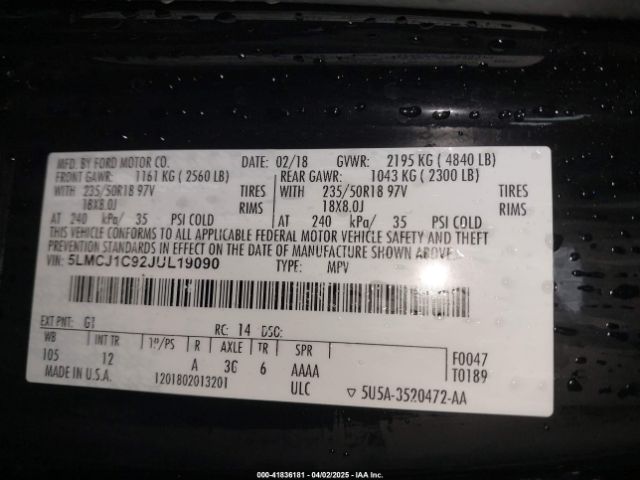 MFD. BY FORD MOTOR CO. DATE: 02/18 GVWR: 2195 KG ( 4840 LB)
FRONT GAWR: 1161 KG ( 2560 LB) REAR GAWR: 1043 KG ( 2300 LB)
WITH 235/50R18 97V TIRES WITH 235/50R18 97V TIRES
18X8.0J RIMS 18X8.0J RIMS
AT 240 kPa/ 35 PSI COLD AT 240 kPa/ 35 PSI COLD
THIS VEHICLE CONFORMS TO ALL APPLICABLE FEDERAL MOTOR VEHICLE SAFETY AND THEFT
PREVENTION STANDARDS IN EFFECT ON THE DATE OF MANUFACTURE SHOWN ABOVE.
VIN: 5LMCJ1C92JUL19090 TYPE: MPV
EXT PNT: G1 RC: 14 DSO:
WB INT TR TP/PS R AXLE TR SPR F0047
105 12 A 3G 6 AAAA T0189
MADE IN U.S.A. 1201802013201 ULC ▽ 5U5A-3520472-AA
000-41836181 - 04/02/2025 - IAA Inc.